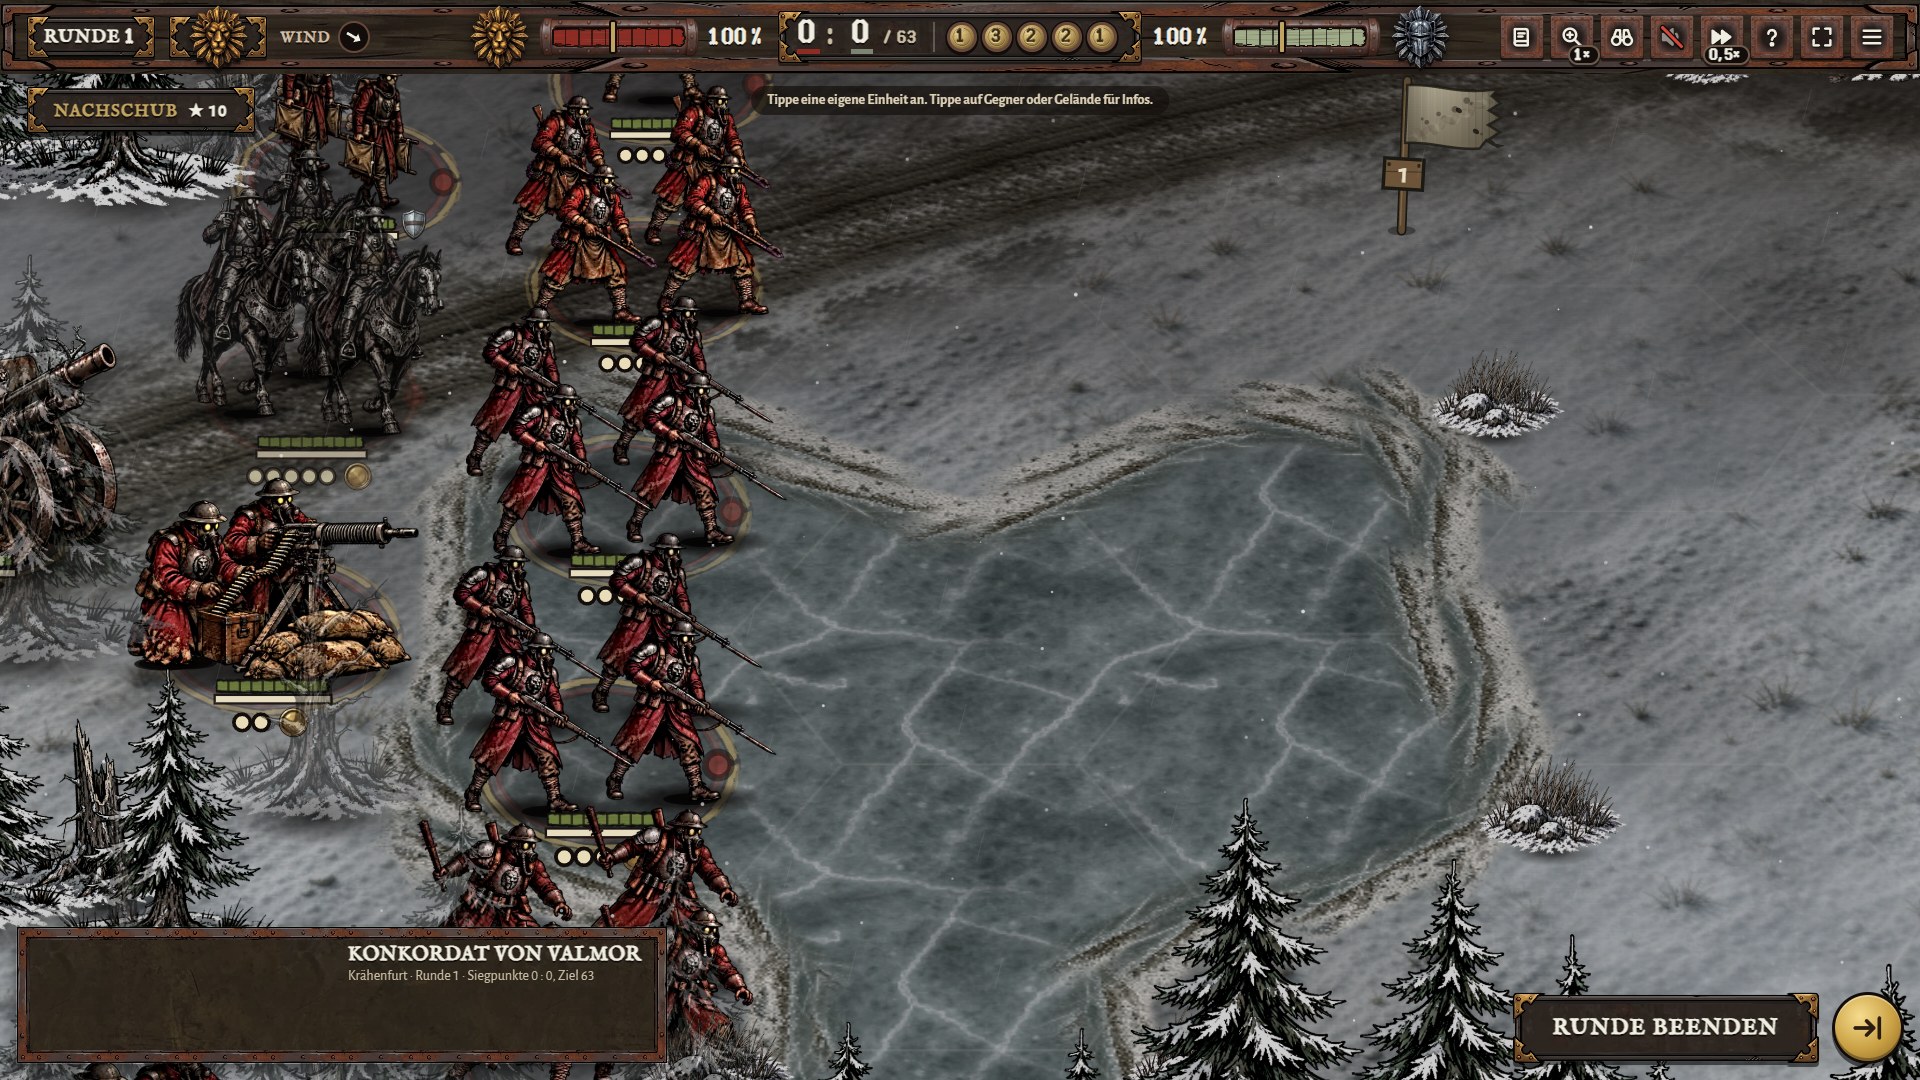 RUNDE 1
WIND
100 %
0 : 0 / 63
1 3 2 2 1
100 %
1×
0,5×
?
NACHSCHUB ★ 10
Tippe eine eigene Einheit an. Tippe auf Gegner oder Gelände für Infos.
1
KONKORDAT VON VALMOR
Krähenfurt · Runde 1 · Siegpunkte 0 : 0, Ziel 63
RUNDE BEENDEN